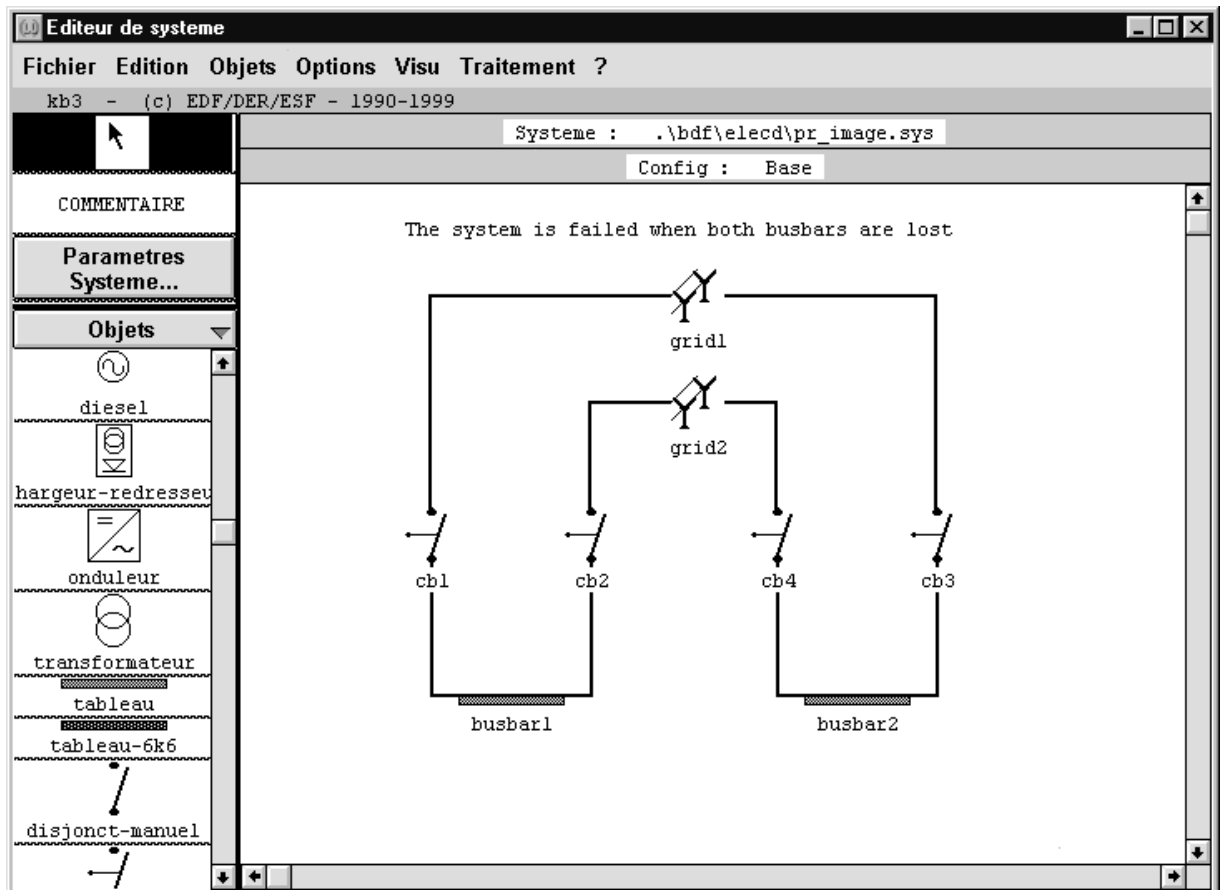 Editeur de systeme
Fichier Edition Objets Options Visu Traitement ?
kb3 - (c) EDF/DER/ESF - 1990-1999
Systeme : .\bdf\elecd\pr_image.sys
Config : Base
COMMENTAIRE
Parametres
Systeme...
Objets
diesel
hargeur-redresseu
onduleur
transformateur
tableau
tableau-6k6
disjonct-manuel
The system is failed when both busbars are lost
grid1
grid2
cb1 cb2 cb4 cb3
busbar1 busbar2